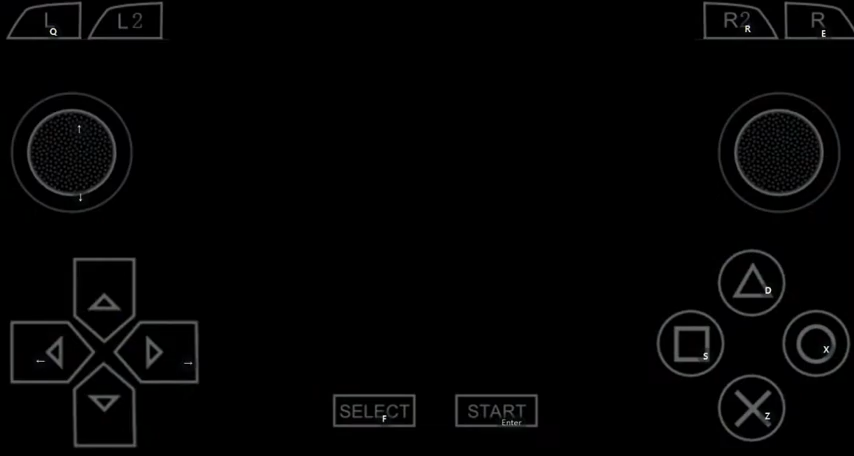 L
Q
L2
R2
R
R
E
↑
↓
D
S
X
←
→
Z
SELECT
F
START
Enter